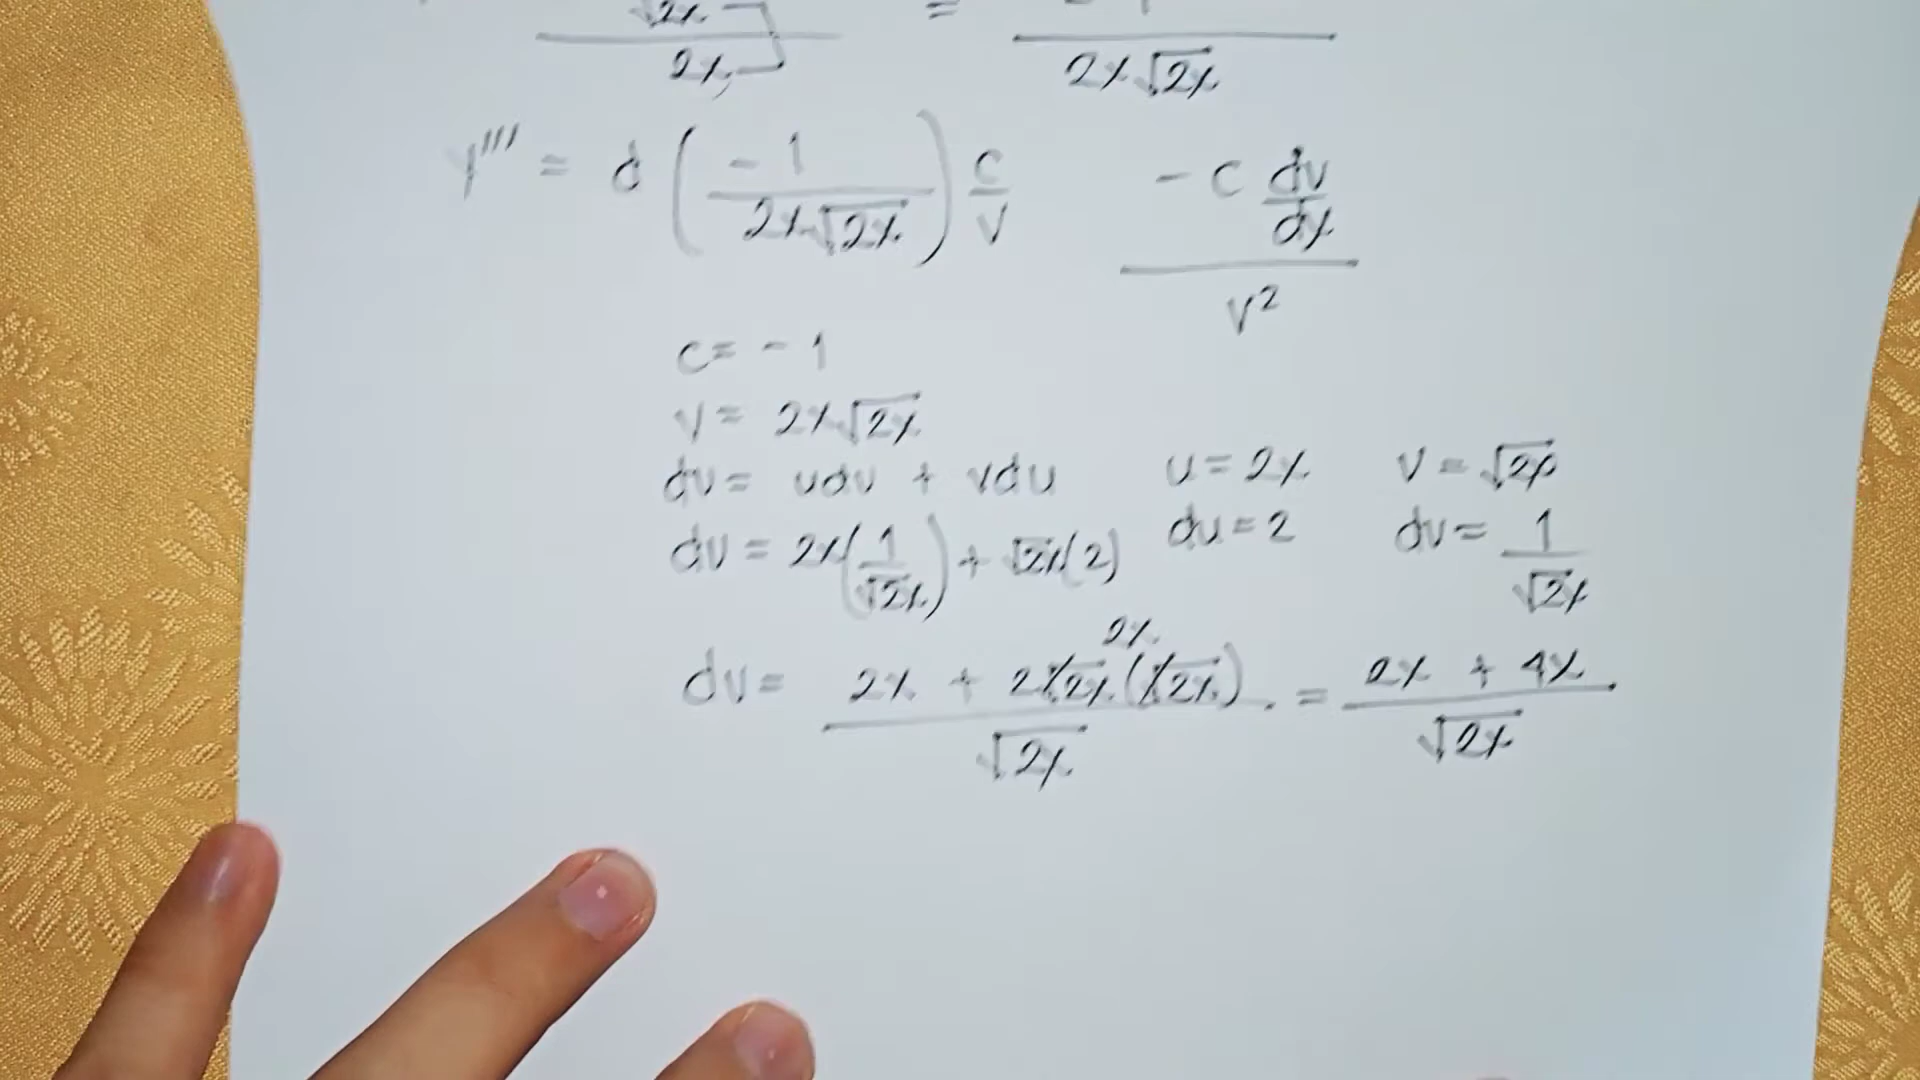 √2x =
2x 2x√2x
y''' = d ( -1 / 2x√2x ) c/v -c dv/dx / v²
c = -1
v = 2x√2x
dv = udv + vdu u = 2x v = √2x
dv = 2x(1/√2x) + √2x(2) du = 2 dv = 1/√2x
2x
dv = 2x + 2√2x(√2x) / √2x = 2x + 4x / √2x